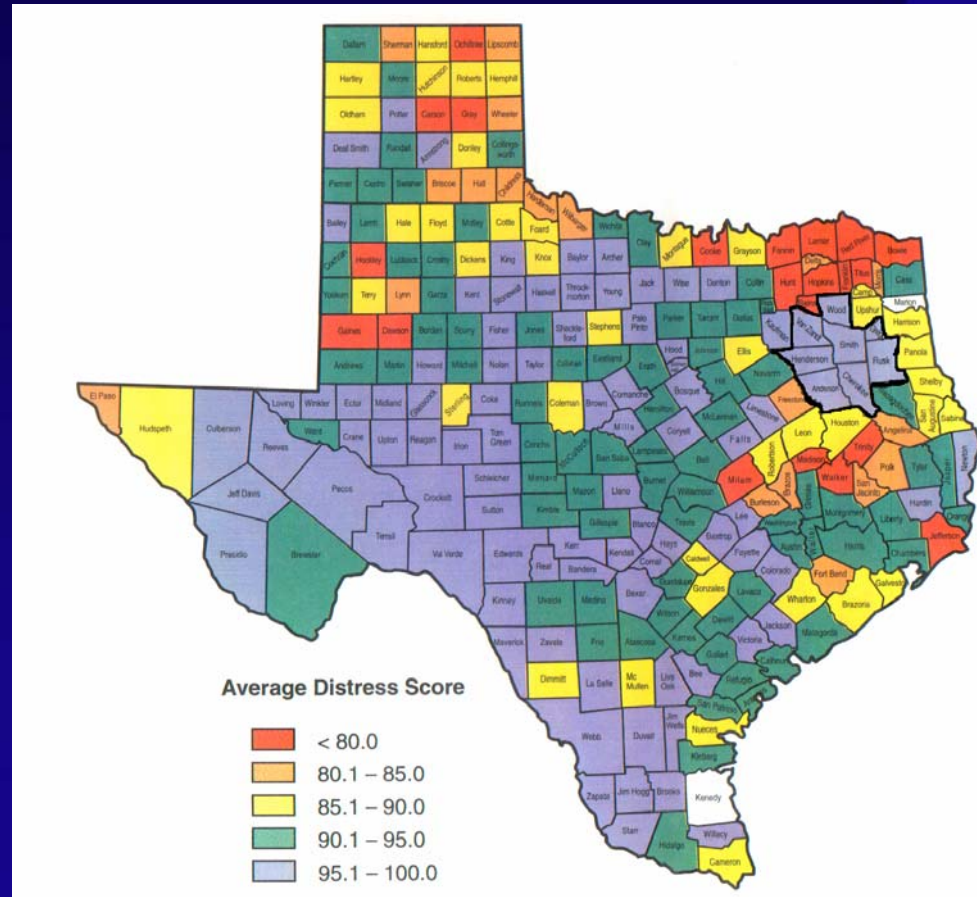 Dallam Sherman Hansford Ochiltree Lipscomb
Hartley Moore Hutchinson Roberts Hemphill
Oldham Potter Carson Gray Wheeler
Deaf Smith Randall Armstrong Donley Collingsworth
Parmer Castro Swisher Briscoe Hall Childress
Hardeman Wilbarger Wichita
Bailey Lamb Hale Floyd Motley Cottle Foard
Clay Montague Cooke Grayson Fannin Lamar Red River Bowie
Cochran Hockley Lubbock Crosby Dickens King Knox Baylor Archer
Jack Wise Denton Collin Hunt Delta Hopkins Franklin Titus Morris Cass
Yoakum Terry Lynn Garza Kent Stonewall Haskell Throck-
morton Young
Camp Marion
Wood Upshur Harrison
Gaines Dawson Borden Scurry Fisher Jones Shackle-
ford Stephens Palo
Pinto Parker Tarrant Dallas Kaufman Van Zandt Smith
Andrews Martin Howard Mitchell Nolan Taylor Callahan Eastland Erath Hood Ellis Henderson Rusk Panola
El Paso Hudspeth Culberson Loving Winkler Ector Midland Glasscock Sterling Coke Runnels Coleman Brown Comanche Bosque Hill Navarro Anderson Cherokee Shelby
Reeves Ward Crane Upton Reagan Irion Tom
Green Concho McCulloch Mills Hamilton Coryell McLennan Limestone Freestone Leon Houston Angelina San
Augustine Sabine
Jeff Davis Pecos Crockett Schleicher Menard San Saba Lampasas Bell Falls Robertson Madison Trinity Polk Tyler Jasper Newton
Presidio Brewster Terrell Sutton Kimble Mason Llano Burnet Williamson Milam Brazos Grimes Walker San
Jacinto Hardin
Val Verde Edwards Kerr Gillespie Blanco Travis Lee Burleson Washington Montgomery Liberty Orange
Real Bandera Kendall Hays Bastrop Fayette Austin Waller Harris Chambers Jefferson
Kinney Uvalde Medina Bexar Comal Caldwell Guadalupe Gonzales Lavaca Colorado Fort Bend Galveston
Maverick Zavala Frio Atascosa Wilson Karnes Dewitt Victoria Jackson Wharton Brazoria Matagorda
Dimmitt La Salle Mc
Mullen Live
Oak Bee Goliad Refugio Calhoun
Webb Duval Jim
Wells San Patricio Aransas Nueces
Kleberg
Zapata Jim Hogg Brooks Kenedy
Starr Hidalgo Willacy
Cameron
Average Distress Score
< 80.0
80.1 – 85.0
85.1 – 90.0
90.1 – 95.0
95.1 – 100.0